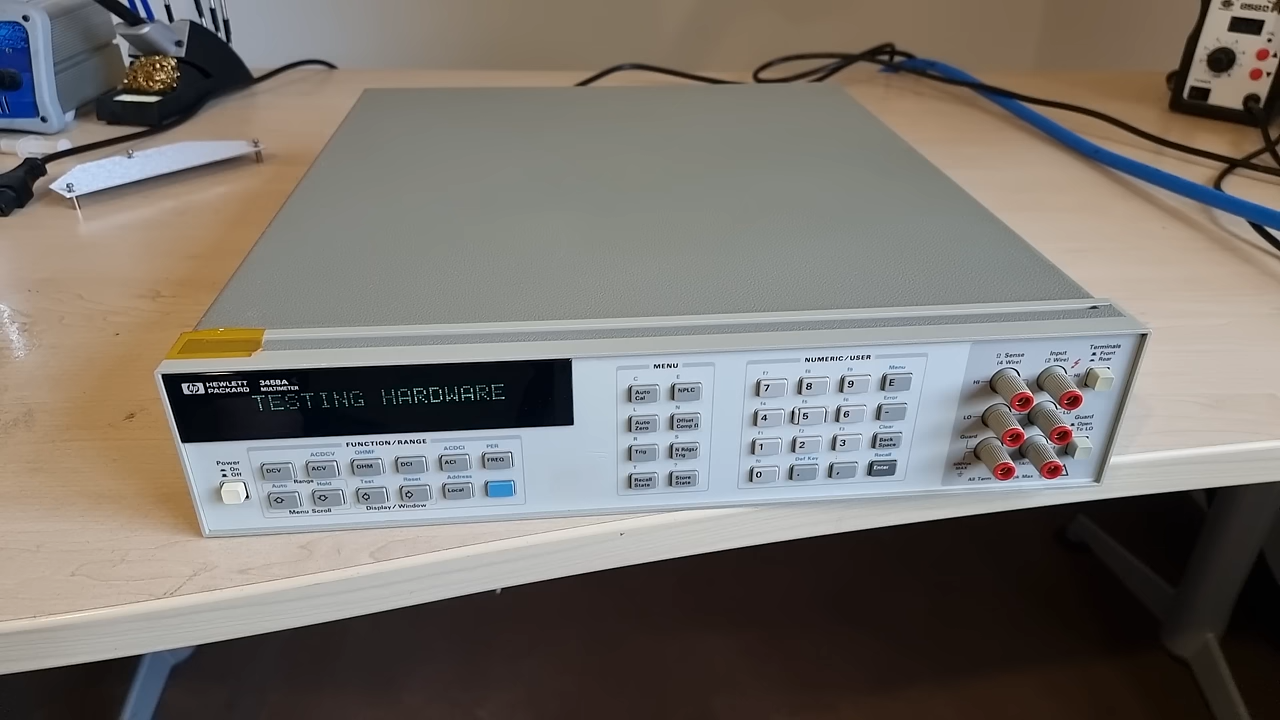 hp HEWLETT PACKARD
3458A
MULTIMETER
TESTING HARDWARE
Power
On
Off
FUNCTION/RANGE
ACDCV OHMF ACDCI PER
DCV ACV OHM DCI ACI FREQ
Auto Range Hold Test Reset Address
Local
Menu Scroll Display/Window
MENU
C E
Auto Cal NPLC
L N
Auto Zero Offset Comp Ω
R S
Trig N Rdgs/ Trig
T ?
Recall State Store State
NUMERIC/USER
Menu
7 8 9 E
Error
4 5 6 −
Clear
1 2 3 Back Space
Def Key Recall
0 . , Enter
Ω Sense (4 Wire)
Input (2 Wire)
Terminals
Front
Rear
HI
LO LO
Guard
Open
To LO
Guard
All Term
858D